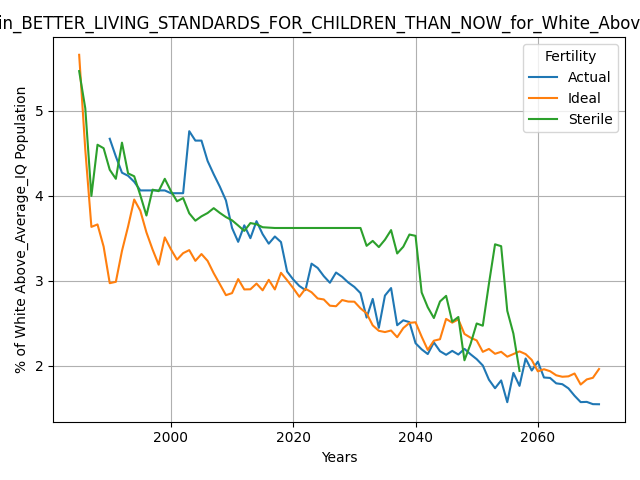 in_BETTER_LIVING_STANDARDS_FOR_CHILDREN_THAN_NOW_for_White_Abov
Fertility
Actual
Ideal
Sterile
% of White Above_Average_IQ Population
5
4
3
2
2000
2020
2040
2060
Years